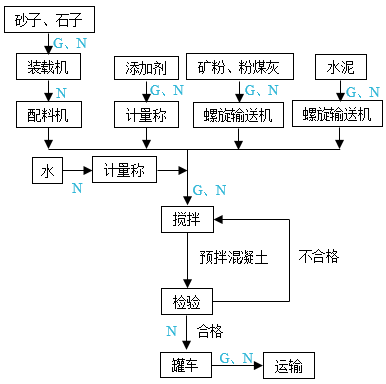 砂子、石子
G、N
装载机
添加剂
矿粉、粉煤灰
水泥
N
G、N
G、N
G、N
配料机
计量称
螺旋输送机
螺旋输送机
水
计量称
N
G、N
搅拌
预拌混凝土
不合格
检验
N
合格
罐车
G、N
运输